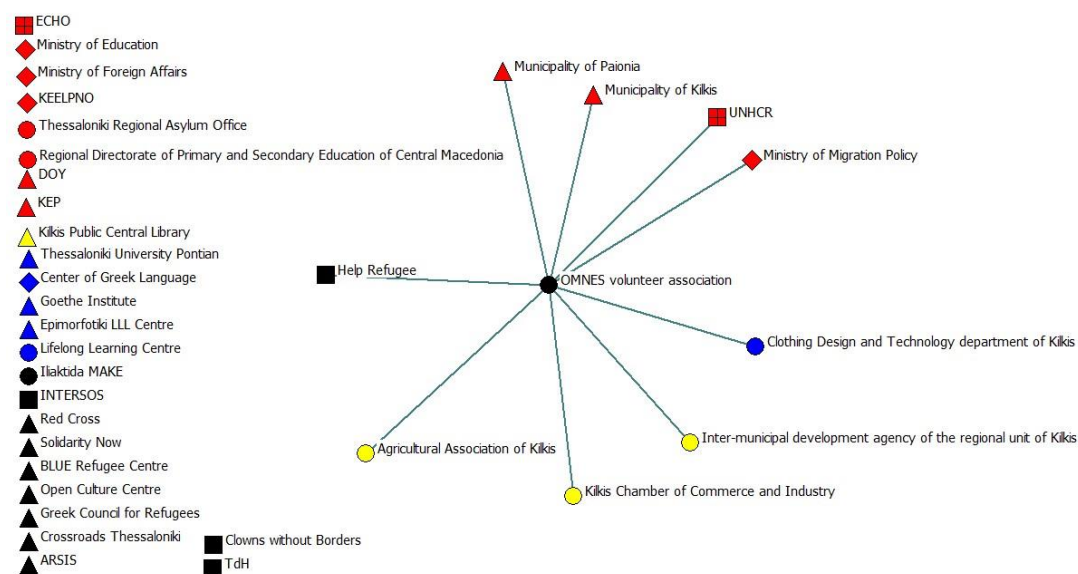 ECHO
Ministry of Education
Ministry of Foreign Affairs
KEELPNO
Thessaloniki Regional Asylum Office
Regional Directorate of Primary and Secondary Education of Central Macedonia
DOY
KEP
Kilkis Public Central Library
Thessaloniki University Pontian
Center of Greek Language
Goethe Institute
Epimorfotiki LLL Centre
Lifelong Learning Centre
Iliaktida MAKE
INTERSOS
Red Cross
Solidarity Now
BLUE Refugee Centre
Open Culture Centre
Greek Council for Refugees
Crossroads Thessaloniki
ARSIS
Clowns without Borders
TdH
Municipality of Paionia
Municipality of Kilkis
UNHCR
Ministry of Migration Policy
Help Refugee
OMNES volunteer association
Clothing Design and Technology department of Kilkis
Agricultural Association of Kilkis
Inter-municipal development agency of the regional unit of Kilkis
Kilkis Chamber of Commerce and Industry